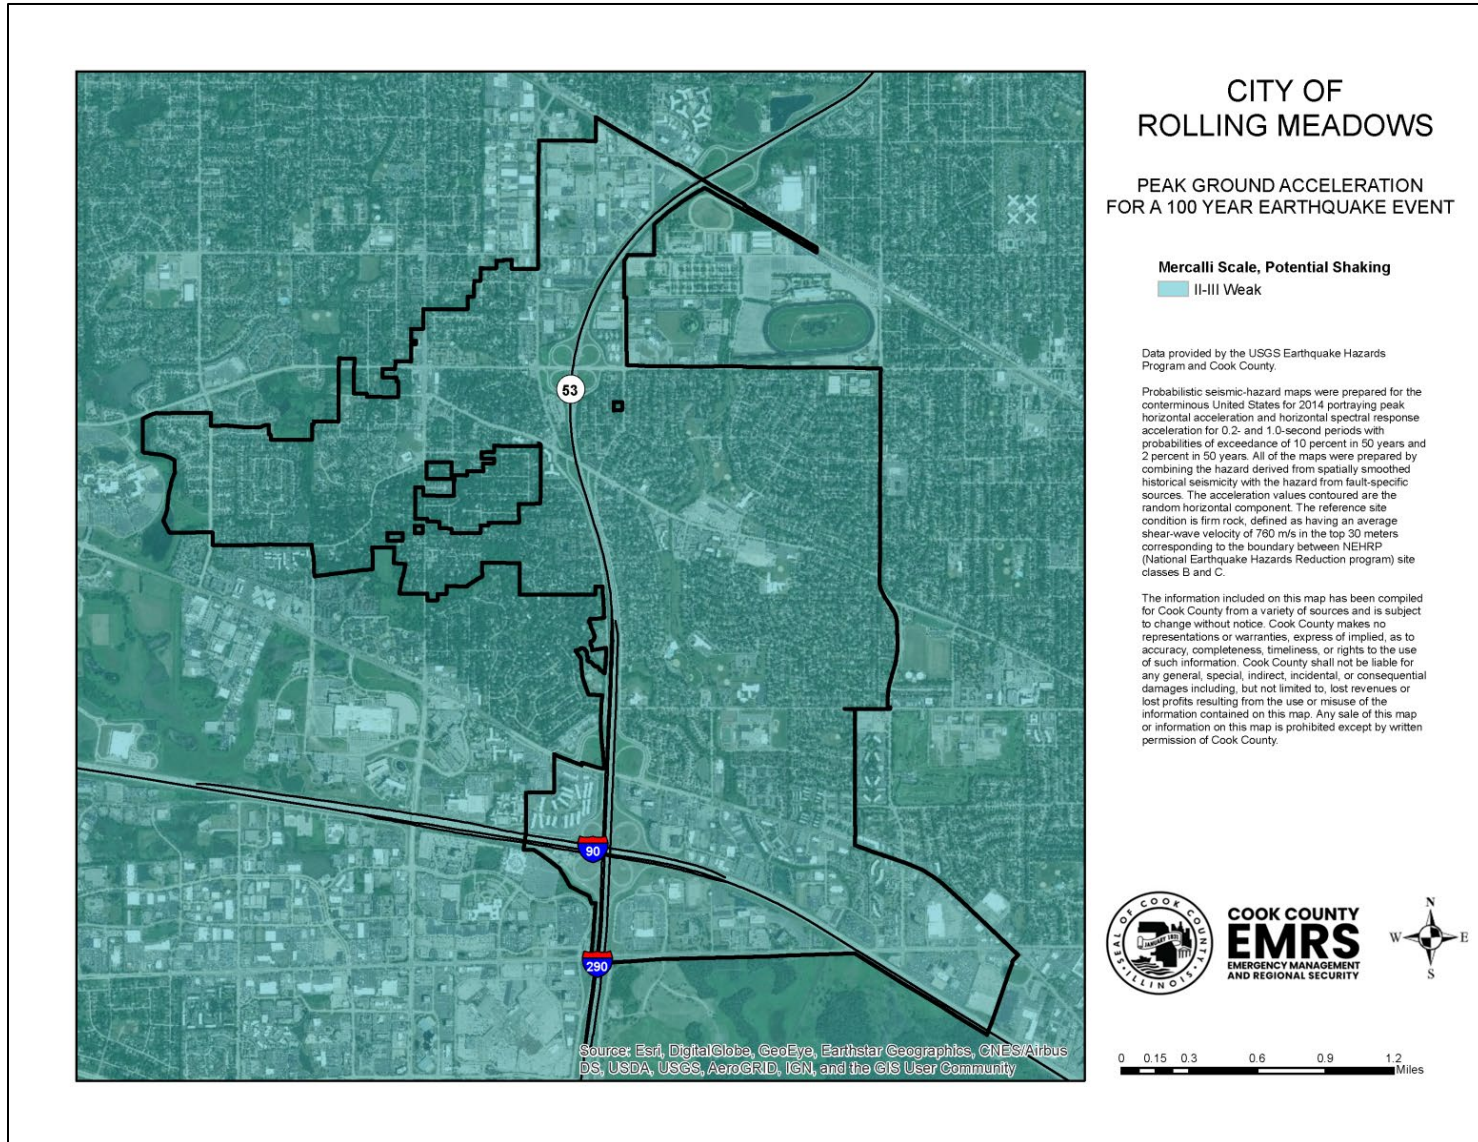 CITY OF
ROLLING MEADOWS
PEAK GROUND ACCELERATION
FOR A 100 YEAR EARTHQUAKE EVENT
Mercalli Scale, Potential Shaking
II-III Weak
Data provided by the USGS Earthquake Hazards
Program and Cook County.
Probabilistic seismic-hazard maps were prepared for the
conterminous United States for 2014 portraying peak
horizontal acceleration and horizontal spectral response
acceleration for 0.2- and 1.0-second periods with
probabilities of exceedance of 10 percent in 50 years and
2 percent in 50 years. All of the maps were prepared by
combining the hazard derived from spatially smoothed
historical seismicity with the hazard from fault-specific
sources. The acceleration values contoured are the
random horizontal component. The reference site
condition is firm rock, defined as having an average
shear-wave velocity of 760 m/s in the top 30 meters
corresponding to the boundary between NEHRP
(National Earthquake Hazards Reduction program) site
classes B and C.
The information included on this map has been compiled
for Cook County from a variety of sources and is subject
to change without notice. Cook County makes no
representations or warranties, express of implied, as to
accuracy, completeness, timeliness, or rights to the use
of such information. Cook County shall not be liable for
any general, special, indirect, incidental, or consequential
damages including, but not limited to, lost revenues or
lost profits resulting from the use or misuse of the
information contained on this map. Any sale of this map
or information on this map is prohibited except by written
permission of Cook County.
53
90
290
Source: Esri, DigitalGlobe, GeoEye, Earthstar Geographics, CNES/Airbus
DS, USDA, USGS, AeroGRID, IGN, and the GIS User Community
SEAL OF COOK COUNTY
JANUARY 1831
ILLINOIS
COOK COUNTY
EMRS
EMERGENCY MANAGEMENT
AND REGIONAL SECURITY
N
W E
S
0 0.15 0.3 0.6 0.9 1.2
Miles